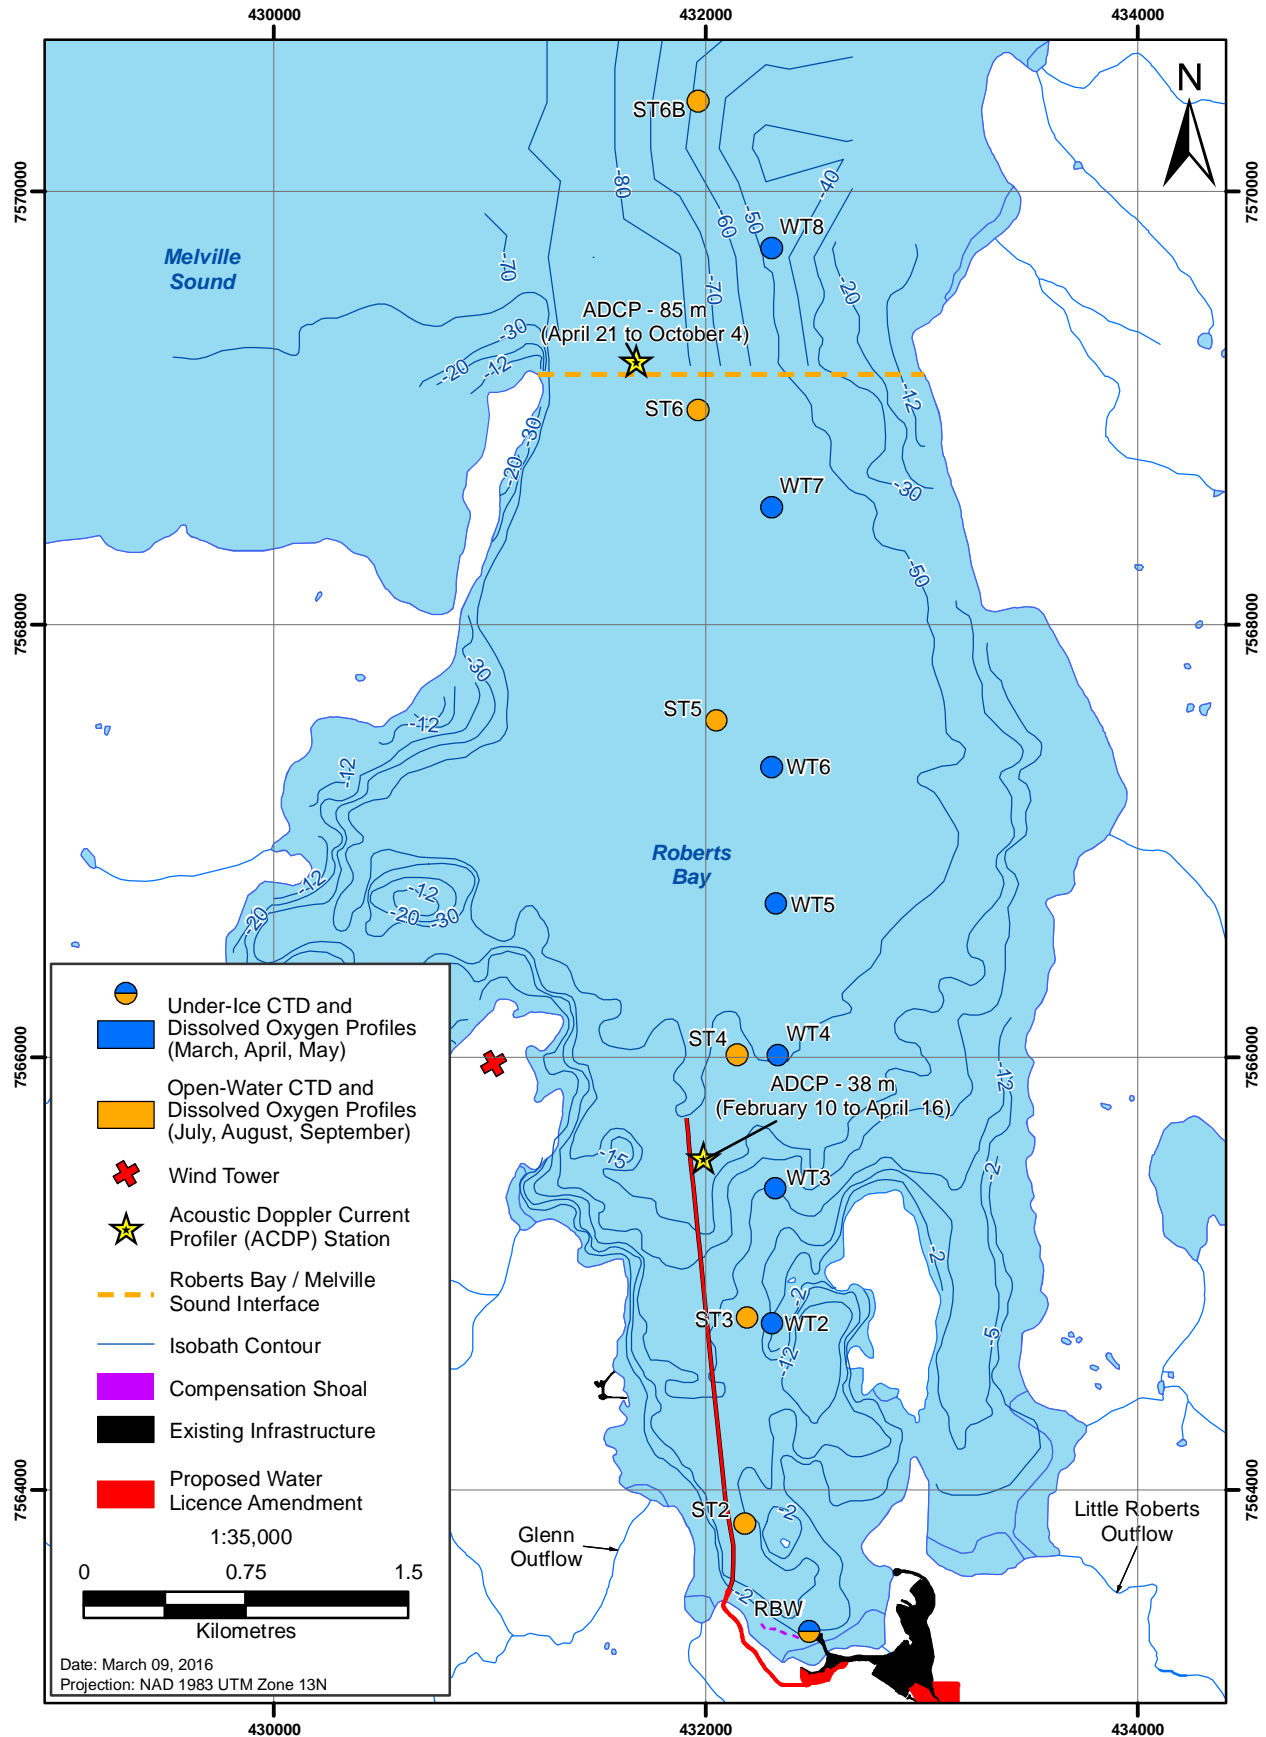 430000
432000
434000
N
ST6B
7570000
7570000
-80
-40
-60
-50
WT8
Melville
Sound
-70
-20
-70
ADCP - 85 m
(April 21 to October 4)
-30
-20
-12
-12
ST6
-30
-20
WT7
-30
-50
7568000
7568000
-30
ST5
-12
-12
WT6
Roberts
Bay
-12
-12
-20
-30
-20
WT5
Under-Ice CTD and
Dissolved Oxygen Profiles
(March, April, May)
Open-Water CTD and
Dissolved Oxygen Profiles
(July, August, September)
Wind Tower
Acoustic Doppler Current
Profiler (ACDP) Station
Roberts Bay / Melville
Sound Interface
Isobath Contour
Compensation Shoal
Existing Infrastructure
Proposed Water
Licence Amendment
1:35,000
0
0.75
1.5
Kilometres
Date: March 09, 2016
Projection: NAD 1983 UTM Zone 13N
ST4
WT4
7566000
-12
ADCP - 38 m
(February 10 to April 16)
-15
-2
WT3
-2
-2
ST3
WT2
-12
-5
7564000
ST2
-2
Glenn
Outflow
Little Roberts
Outflow
-2
RBW
430000
432000
434000